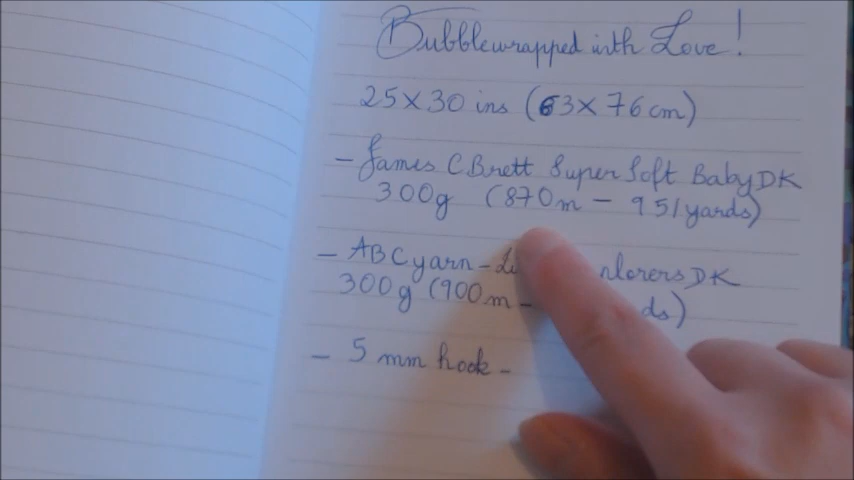 Bubblewrapped with Love!
25 x 30 ins (63 x 76 cm)
- James C Brett Super Soft Baby DK
300g (870m - 951 yards)
- ABC yarn - DK
300g (900m -
- 5 mm hook -